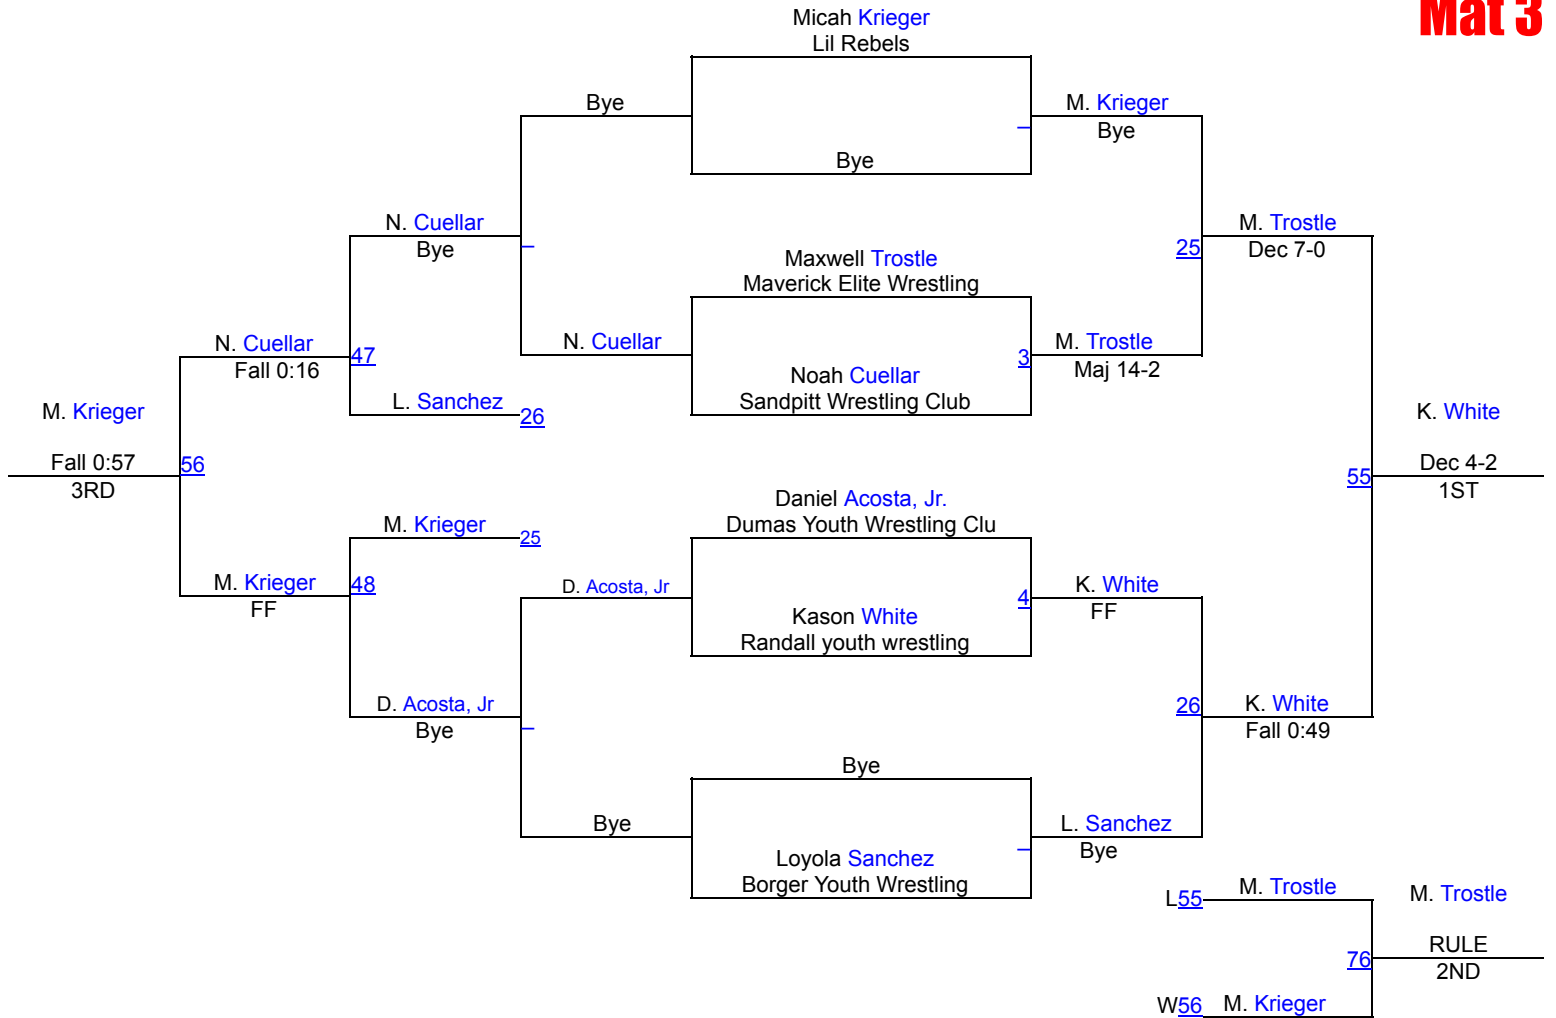 Mat 3
Micah Krieger
Lil Rebels
Bye
M. Krieger
Bye
Bye
N. Cuellar
Bye
M. Trostle
25
Dec 7-0
Maxwell Trostle
Maverick Elite Wrestling
N. Cuellar
Fall 0:16
47
N. Cuellar
3
M. Trostle
Maj 14-2
Noah Cuellar
Sandpitt Wrestling Club
L. Sanchez
26
M. Krieger
Fall 0:57
56
3RD
K. White
Dec 4-2
55
1ST
Daniel Acosta, Jr.
Dumas Youth Wrestling Clu
M. Krieger
25
M. Krieger
48
FF
D. Acosta, Jr
4
K. White
FF
Kason White
Randall youth wrestling
D. Acosta, Jr
Bye
26
K. White
Fall 0:49
Bye
Bye
L. Sanchez
Bye
Loyola Sanchez
Borger Youth Wrestling
L55
M. Trostle
M. Trostle
RULE
76
2ND
W56
M. Krieger